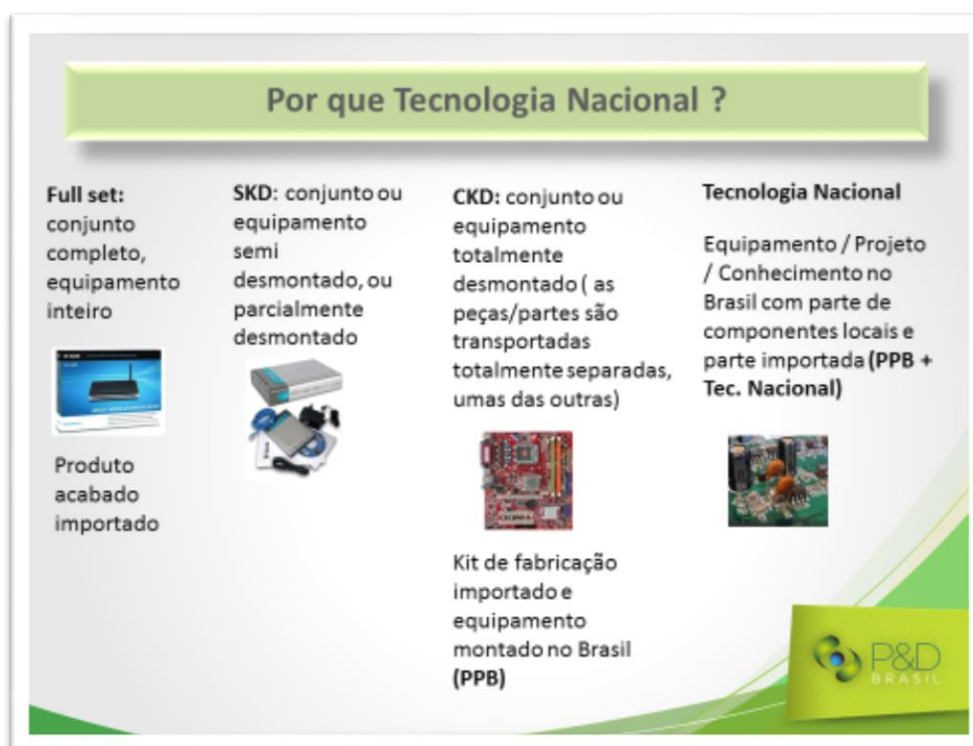 Por que Tecnologia Nacional ?
Full set:
conjunto
completo,
equipamento
inteiro
Produto
acabado
importado
SKD: conjunto ou
equipamento
semi
desmontado, ou
parcialmente
desmontado
CKD: conjunto ou
equipamento
totalmente
desmontado ( as
peças/partes são
transportadas
totalmente separadas,
umas das outras)
Kit de fabricação
importado e
equipamento
montado no Brasil
(PPB)
Tecnologia Nacional
Equipamento / Projeto
/ Conhecimento no
Brasil com parte de
componentes locais e
parte importada (PPB +
Tec. Nacional)
P&D
BRASIL